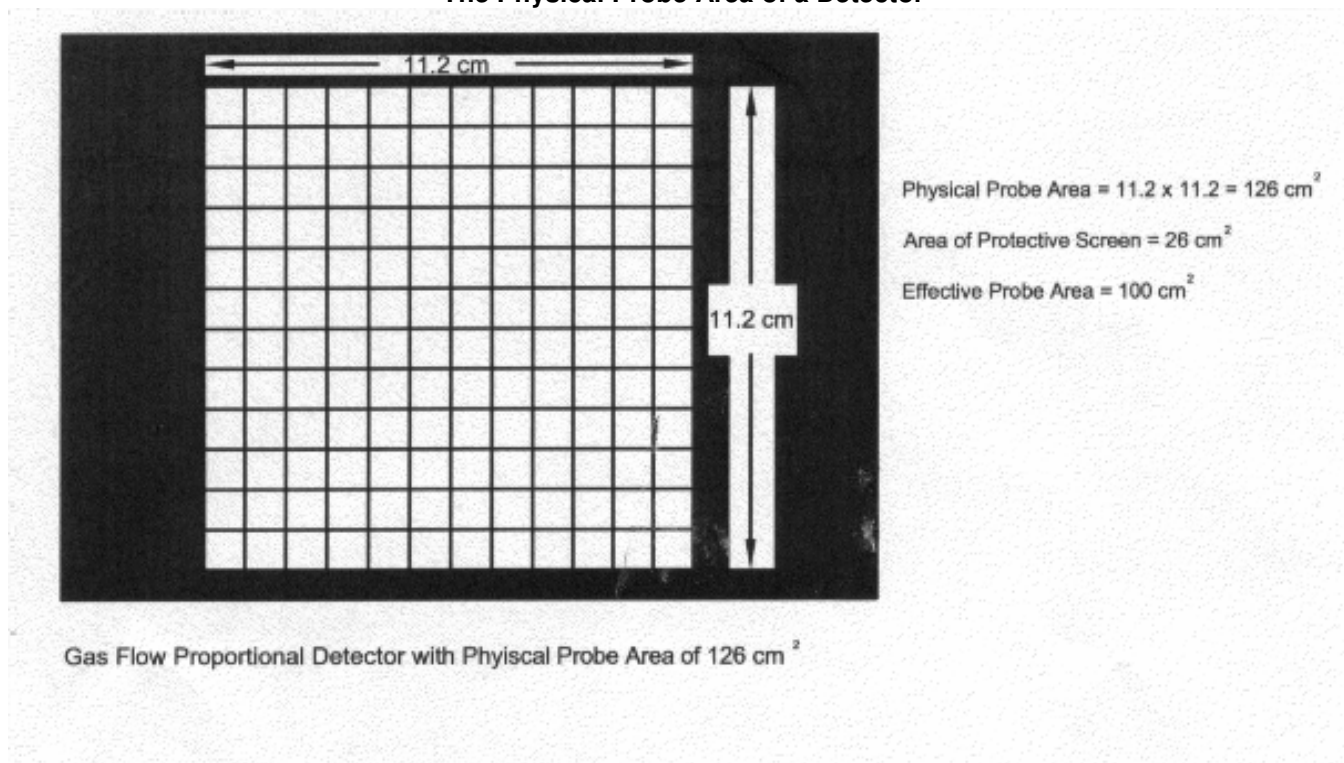 The Physical Probe Area of a Detector
11.2 cm
11.2 cm
Physical Probe Area = 11.2 x 11.2 = 126 cm²
Area of Protective Screen = 26 cm²
Effective Probe Area = 100 cm²
Gas Flow Proportional Detector with Phyiscal Probe Area of 126 cm ²